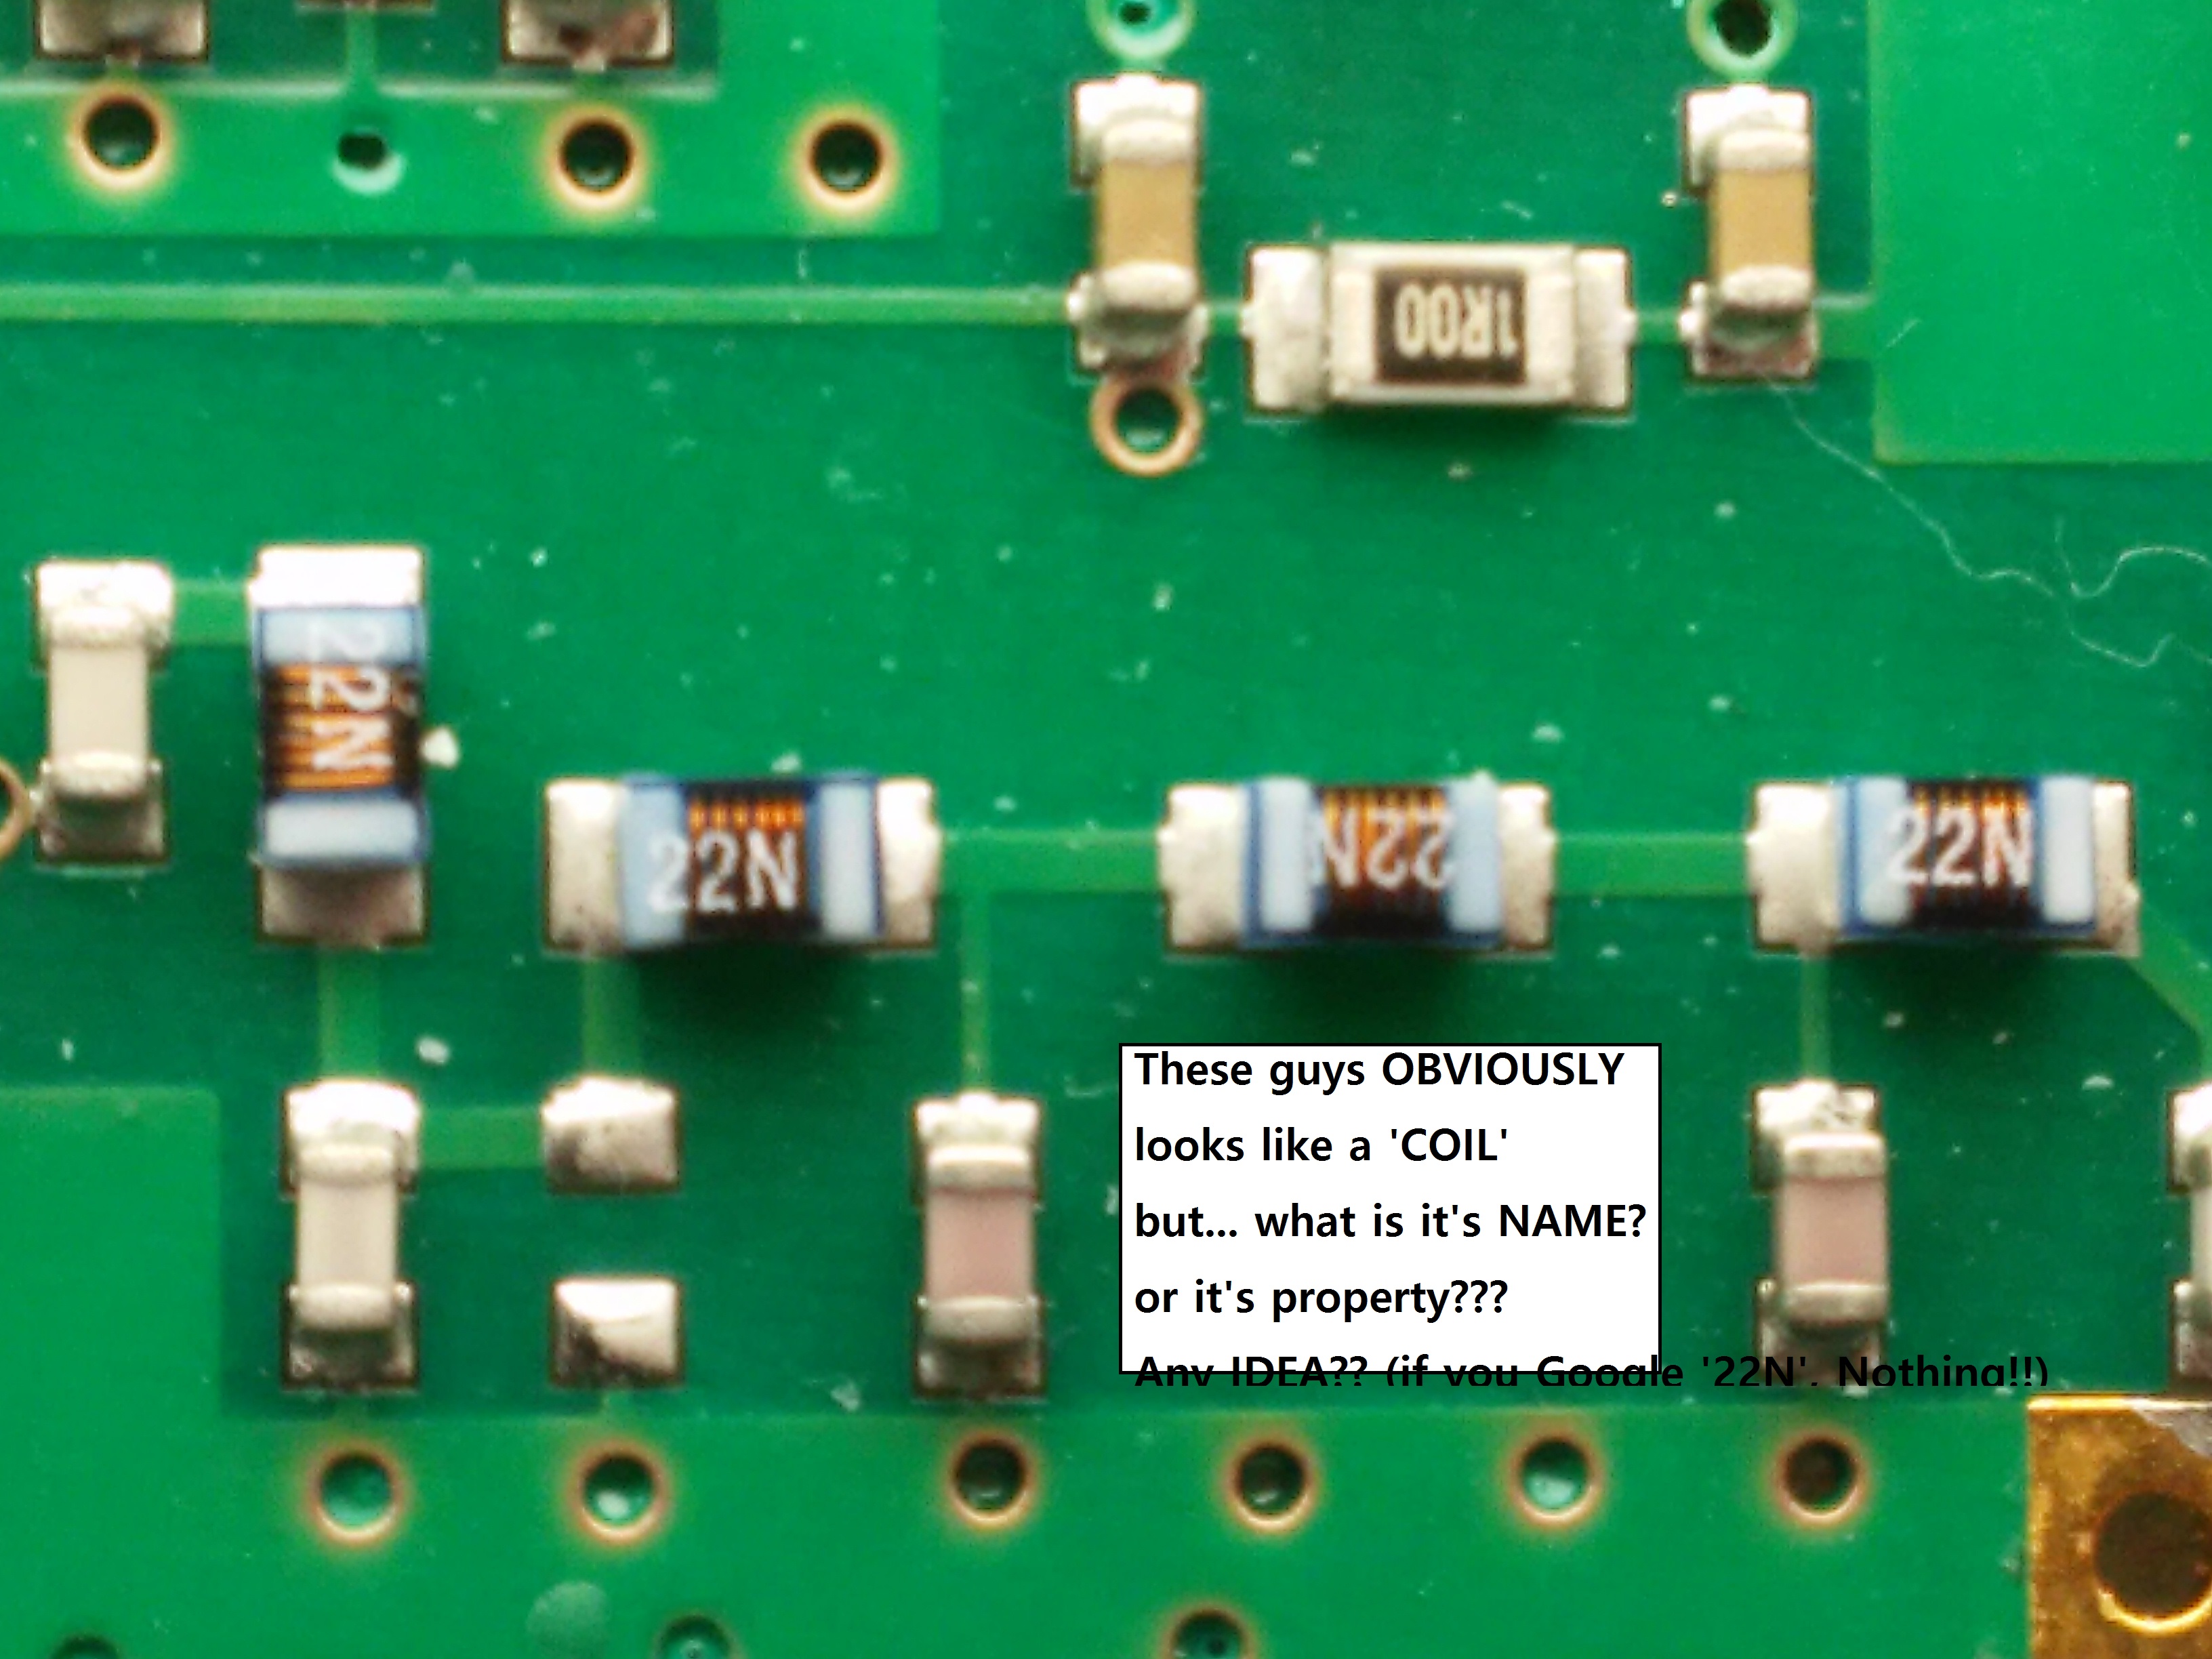 1R00
22N
22N
22N
22N
These guys OBVIOUSLY
looks like a 'COIL'
but... what is it's NAME?
or it's property???
Any IDEA?? (if you Google '22N', Nothing!!)